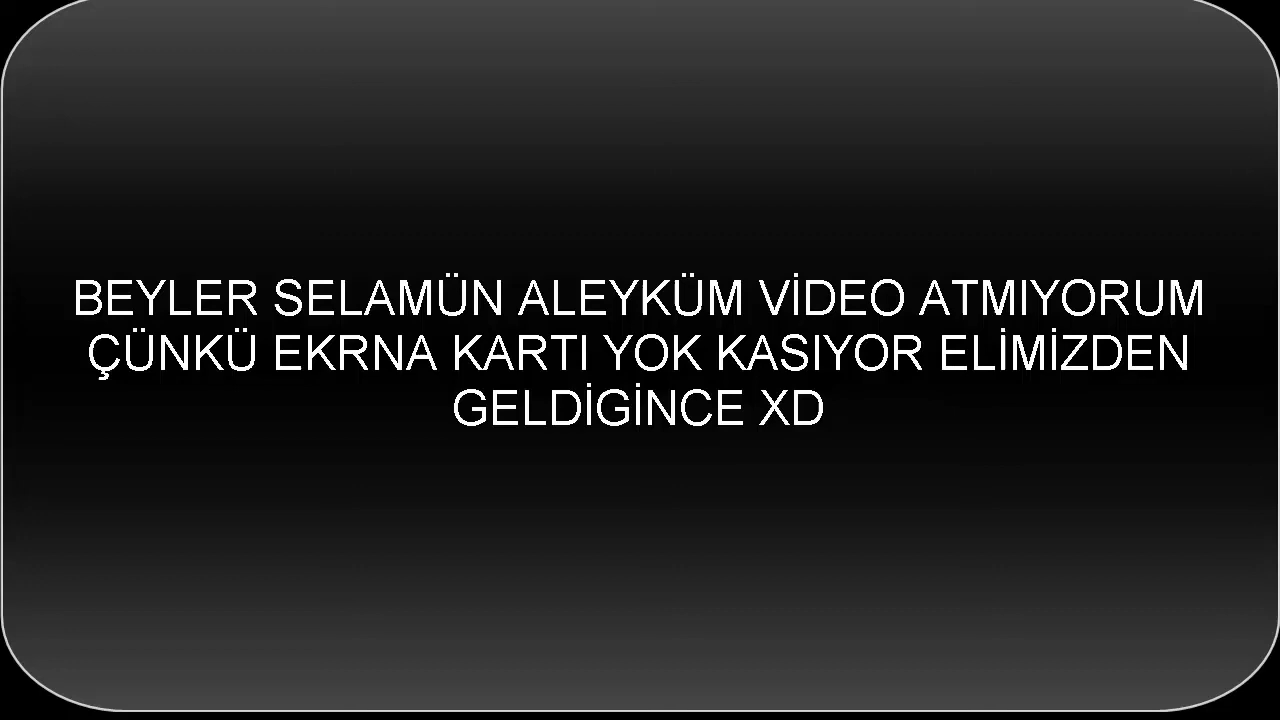 BEYLER SELAMÜN ALEYKÜM VİDEO ATMIYORUM
ÇÜNKÜ EKRNA KARTI YOK KASIYOR ELİMİZDEN
GELDİGİNCE XD